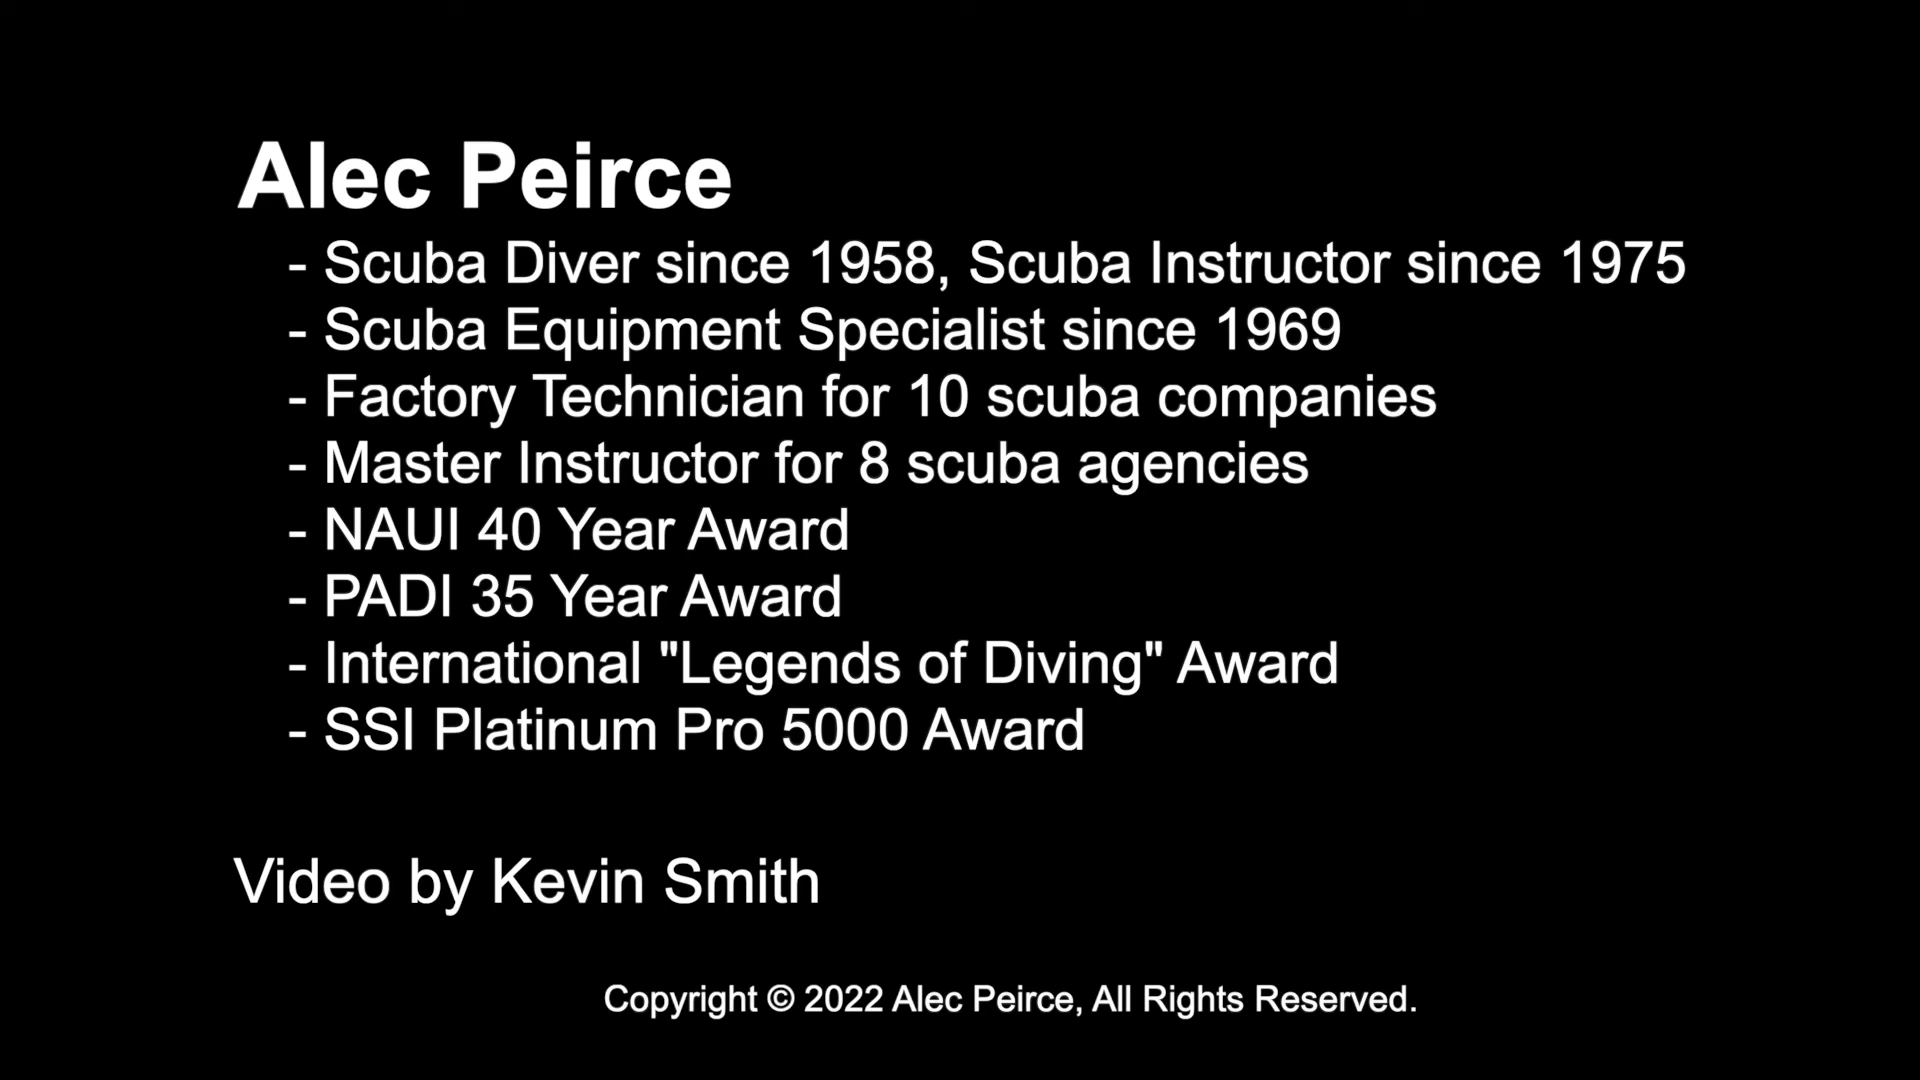 Alec Peirce
- Scuba Diver since 1958, Scuba Instructor since 1975
- Scuba Equipment Specialist since 1969
- Factory Technician for 10 scuba companies
- Master Instructor for 8 scuba agencies
- NAUI 40 Year Award
- PADI 35 Year Award
- International "Legends of Diving" Award
- SSI Platinum Pro 5000 Award
Video by Kevin Smith
Copyright © 2022 Alec Peirce, All Rights Reserved.